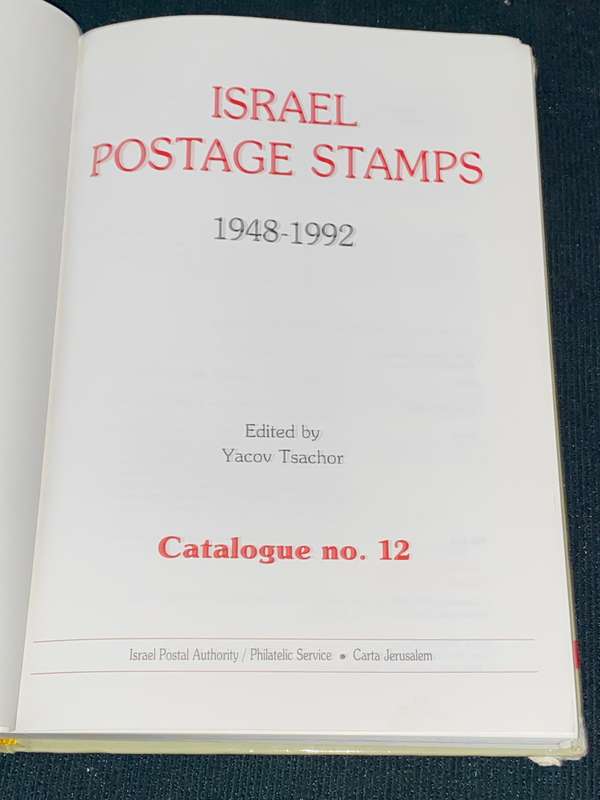 ISRAEL
POSTAGE STAMPS
1948-1992
Edited by
Yacov Tsachor
Catalogue no. 12
Israel Postal Authority / Philatelic Service • Carta Jerusalem